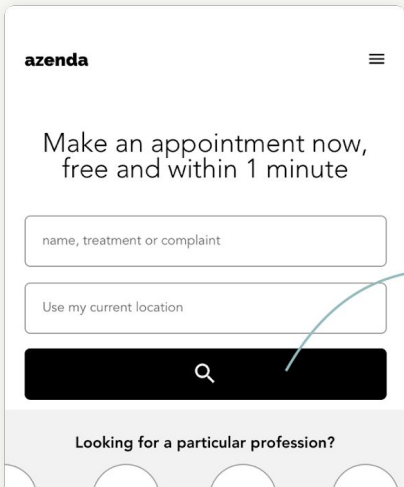 azenda
Make an appointment now,
free and within 1 minute
name, treatment or complaint
Use my current location
Looking for a particular profession?